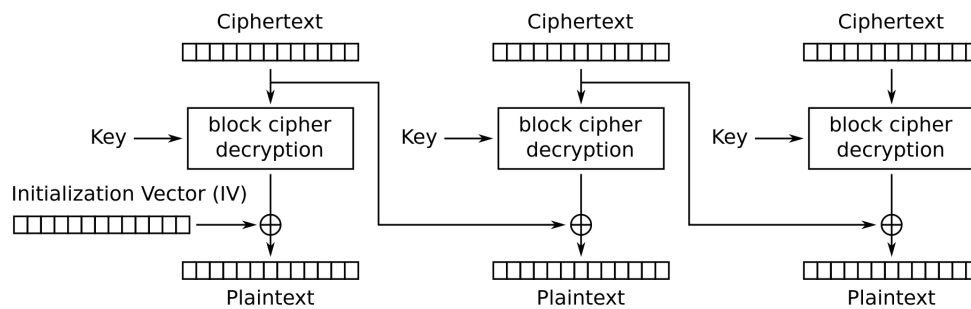 Ciphertext
Ciphertext
Ciphertext
Key
block cipher
decryption
Key
block cipher
decryption
Key
block cipher
decryption
Initialization Vector (IV)
Plaintext
Plaintext
Plaintext